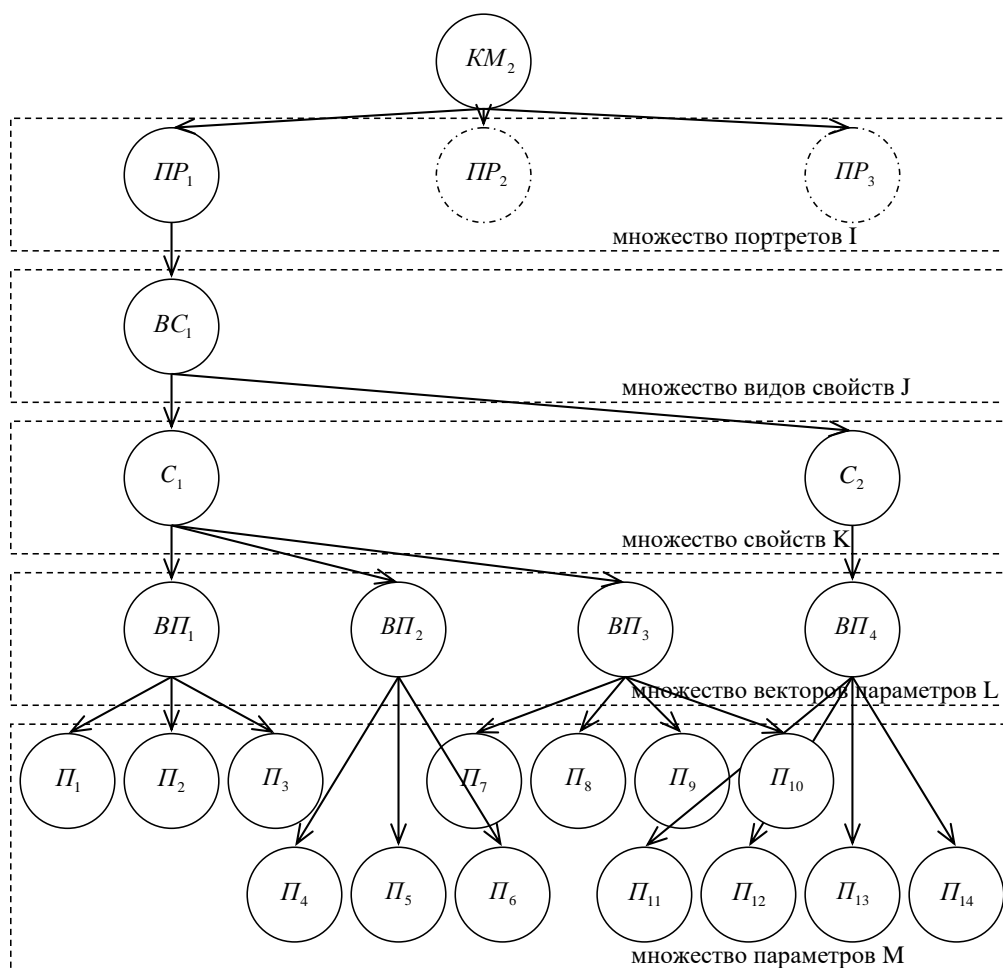 КМ₂
ПР₁ ПР₂ ПР₃
множество портретов I
ВС₁
множество видов свойств J
С₁ С₂
множество свойств К
ВП₁ ВП₂ ВП₃ ВП₄
множество векторов параметров L
П₁ П₂ П₃ П₇ П₈ П₉ П₁₀
П₄ П₅ П₆ П₁₁ П₁₂ П₁₃ П₁₄
множество параметров М